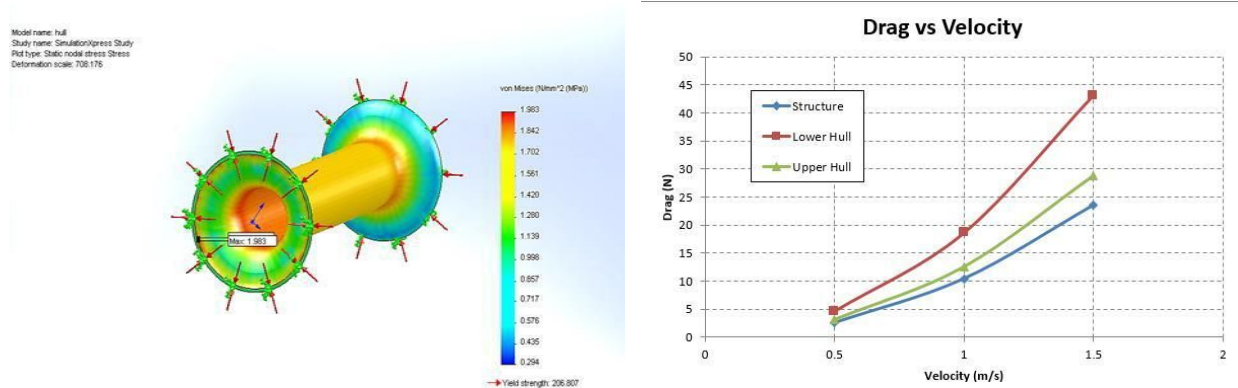 Model name: hull
Study name: SimulationXpress Study
Plot type: Static nodal stress Stress
Deformation scale: 708.176
von Mises (N/mm^2 (MPa))
1.983
1.842
1.702
1.561
1.420
1.280
1.139
0.998
0.857
0.717
0.576
0.435
0.294
Yield strength: 206.807
Max: 1.983
Drag vs Velocity
50
45
40
35
30
25
20
15
10
5
0
Drag (N)
Structure
Lower Hull
Upper Hull
0
0.5
1
1.5
2
Velocity (m/s)